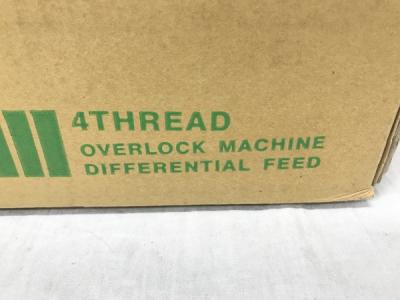 4THREAD
OVERLOCK MACHINE
DIFFERENTIAL FEED